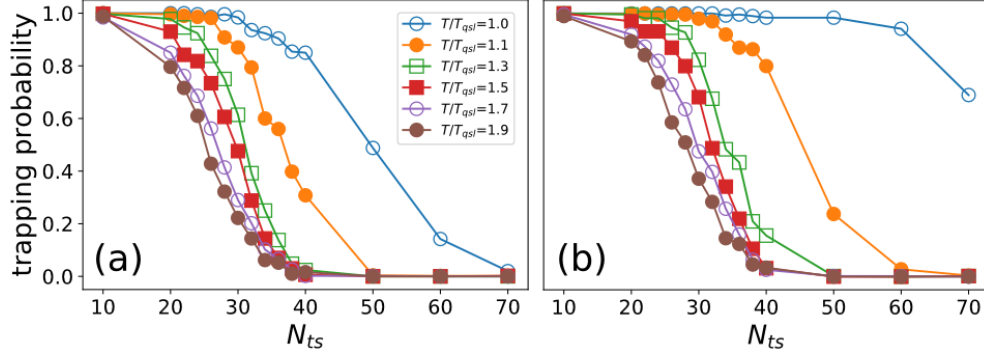 trapping probability
1.0
0.8
0.6
0.4
0.2
0.0
T/T_qsl=1.0
T/T_qsl=1.1
T/T_qsl=1.3
T/T_qsl=1.5
T/T_qsl=1.7
T/T_qsl=1.9
(a)
10 20 30 40 50 60 70
N_ts
(b)
10 20 30 40 50 60 70
N_ts